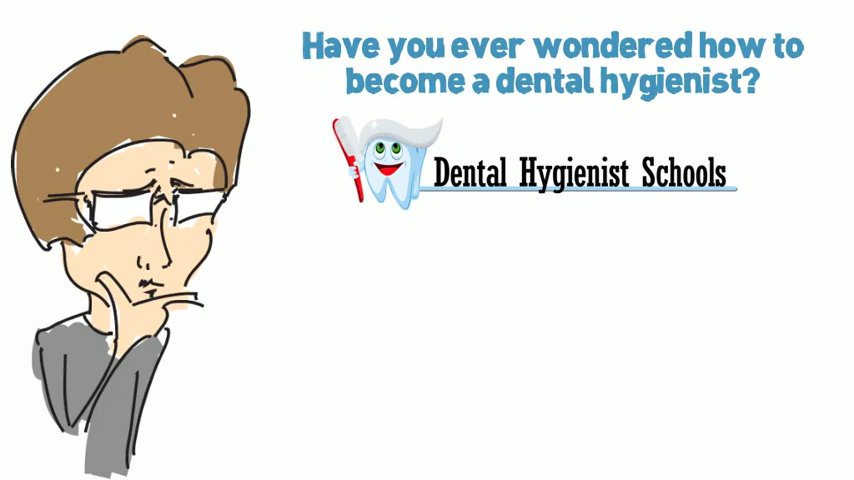 Have you ever wondered how to
become a dental hygienist?
Dental Hygienist Schools